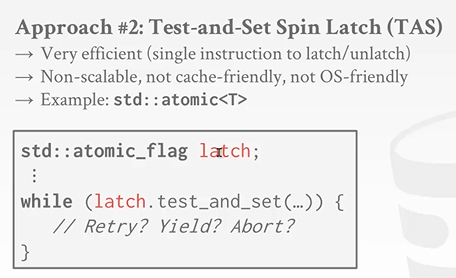 Approach #2: Test-and-Set Spin Latch (TAS)
→ Very efficient (single instruction to latch/unlatch)
→ Non-scalable, not cache-friendly, not OS-friendly
→ Example: std::atomic<T>
std::atomic_flag latch;
⋮
while (latch.test_and_set(…)) {
// Retry? Yield? Abort?
}